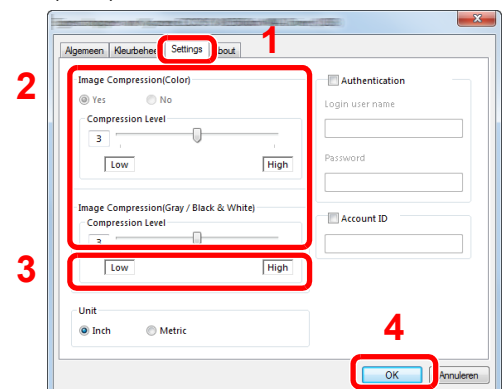 Algemeen Kleurbehee Settings bout
1
2
Image Compression(Color)
Yes No
Compression Level
3
Low High
Image Compression(Gray / Black & White)
Compression Level
3
3
Low High
Unit
Inch Metric
Authentication
Login user name
Password
Account ID
4
OK Annuleren